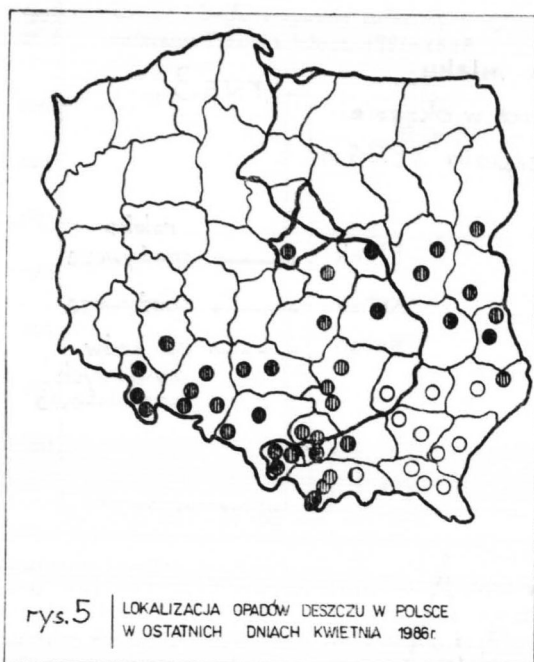 rys. 5
LOKALIZACJA OPADÓW DESZCZU W POLSCE
W OSTATNICH DNIACH KWIETNIA 1986r.